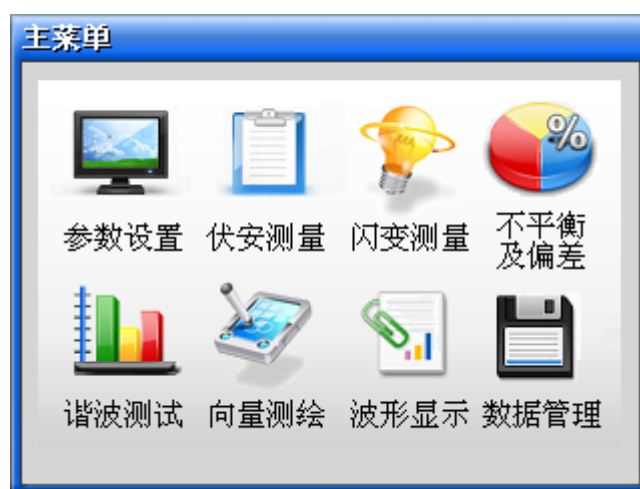 主菜单
%
参数设置
伏安测量
闪变测量
不平衡
及偏差
谐波测试
向量测绘
波形显示
数据管理